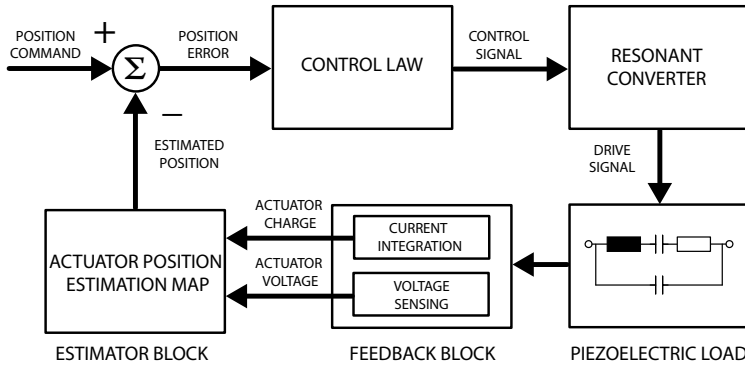 POSITION
COMMAND
+
Σ
−
POSITION
ERROR
CONTROL LAW
CONTROL
SIGNAL
RESONANT
CONVERTER
DRIVE
SIGNAL
ESTIMATED
POSITION
ACTUATOR POSITION
ESTIMATION MAP
ACTUATOR
CHARGE
ACTUATOR
VOLTAGE
CURRENT
INTEGRATION
VOLTAGE
SENSING
ESTIMATOR BLOCK
FEEDBACK BLOCK
PIEZOELECTRIC LOAD